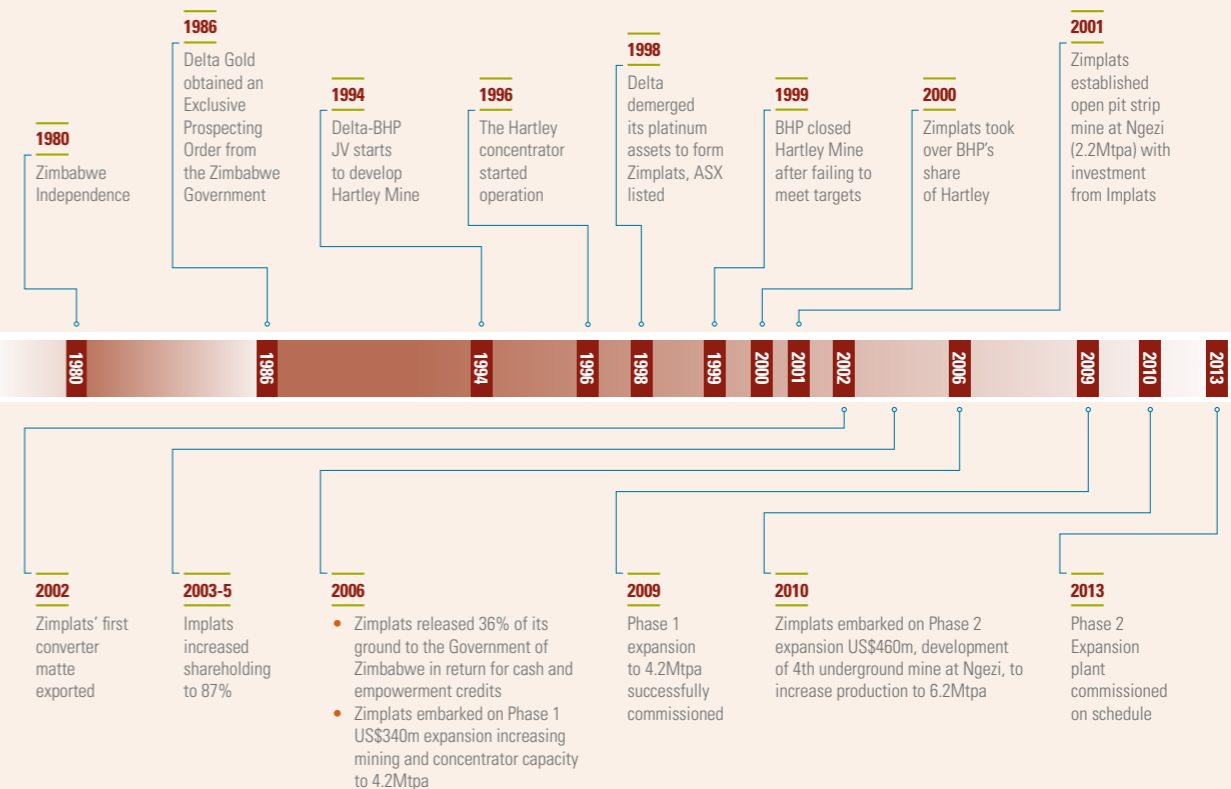 1980
Zimbabwe
Independence
1986
Delta Gold
obtained an
Exclusive
Prospecting
Order from
the Zimbabwe
Government
1994
Delta-BHP
JV starts
to develop
Hartley Mine
1996
The Hartley
concentrator
started
operation
1998
Delta
demerged
its platinum
assets to form
Zimplats, ASX
listed
1999
BHP closed
Hartley Mine
after failing to
meet targets
2000
Zimplats took
over BHP's
share
of Hartley
2001
Zimplats
established
open pit strip
mine at Ngezi
(2.2Mtpa) with
investment
from Implats
1980
1986
1994
1996
1998
1999
2000
2001
2002
2006
2009
2010
2013
2002
Zimplats' first
converter
matte
exported
2003-5
Implats
increased
shareholding
to 87%
2006
• Zimplats released 36% of its
ground to the Government of
Zimbabwe in return for cash and
empowerment credits
• Zimplats embarked on Phase 1
US$340m expansion increasing
mining and concentrator capacity
to 4.2Mtpa
2009
Phase 1
expansion
to 4.2Mtpa
successfully
commissioned
2010
Zimplats embarked on Phase 2
expansion US$460m, development
of 4th underground mine at Ngezi, to
increase production to 6.2Mtpa
2013
Phase 2
Expansion
plant
commissioned
on schedule